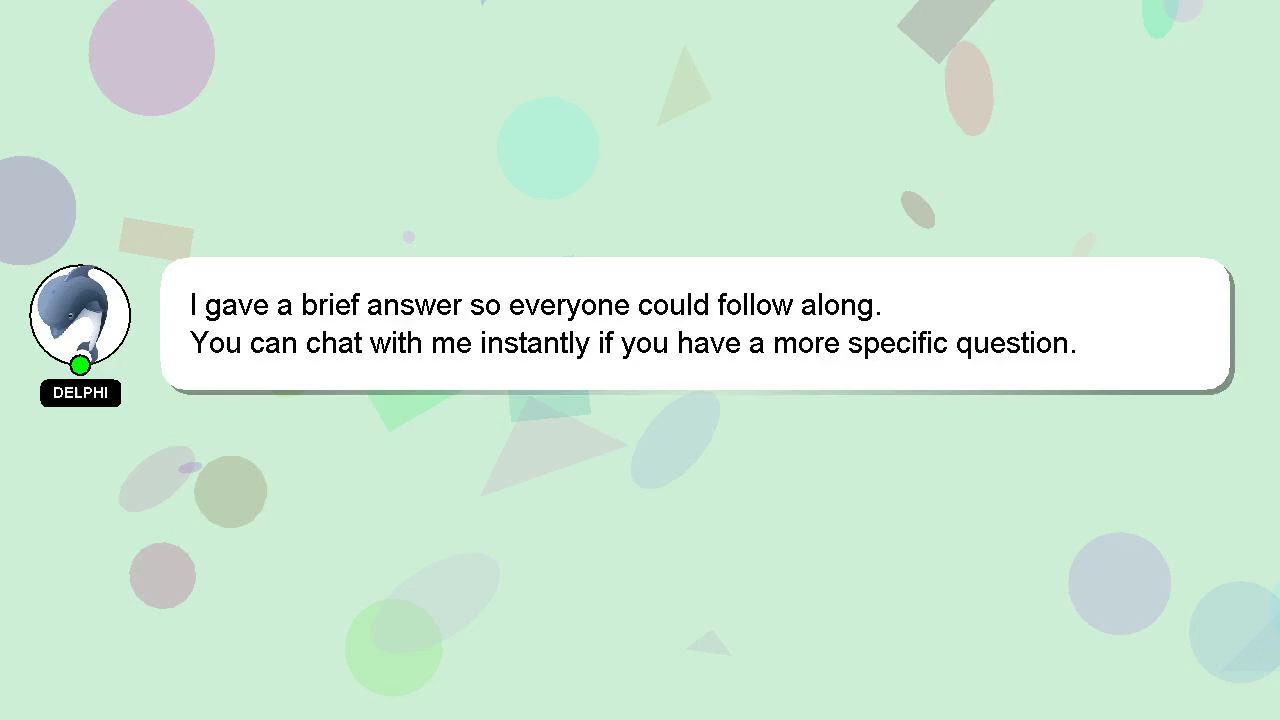 I gave a brief answer so everyone could follow along.
You can chat with me instantly if you have a more specific question.
DELPHI